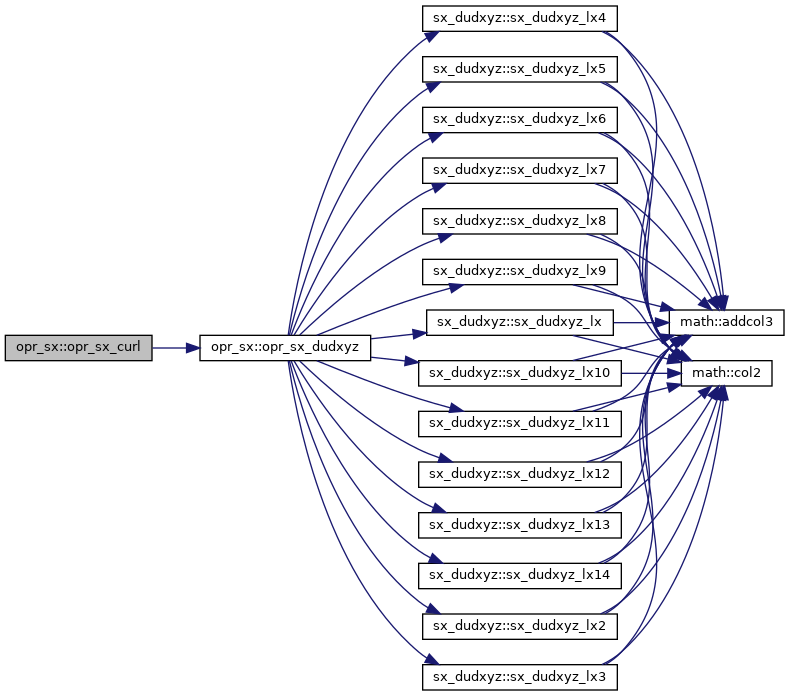 opr_sx::opr_sx_curl
opr_sx::opr_sx_dudxyz
sx_dudxyz::sx_dudxyz_lx4
sx_dudxyz::sx_dudxyz_lx5
sx_dudxyz::sx_dudxyz_lx6
sx_dudxyz::sx_dudxyz_lx7
sx_dudxyz::sx_dudxyz_lx8
sx_dudxyz::sx_dudxyz_lx9
sx_dudxyz::sx_dudxyz_lx
sx_dudxyz::sx_dudxyz_lx10
sx_dudxyz::sx_dudxyz_lx11
sx_dudxyz::sx_dudxyz_lx12
sx_dudxyz::sx_dudxyz_lx13
sx_dudxyz::sx_dudxyz_lx14
sx_dudxyz::sx_dudxyz_lx2
sx_dudxyz::sx_dudxyz_lx3
math::addcol3
math::col2